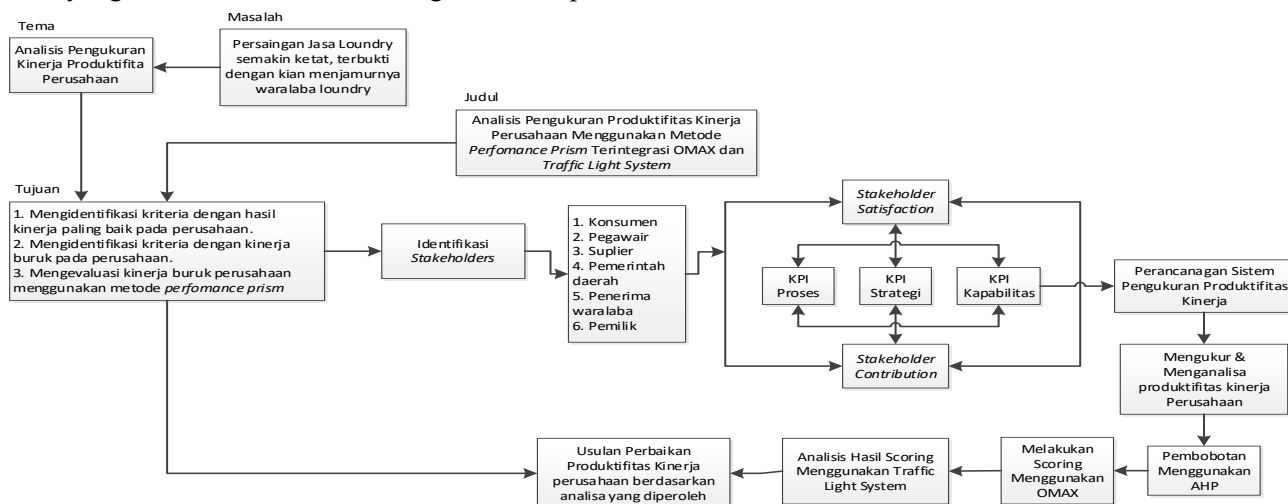 Tema
Analisis Pengukuran
Kinerja Produktifita
Perusahaan
Masalah
Persaingan Jasa Loundry
semakin ketat, terbukti
dengan kian menjamurnya
waralaba loundry
Judul
Analisis Pengukuran Produktifitas Kinerja
Perusahaan Menggunakan Metode
Perfomance Prism Terintegrasi OMAX dan
Traffic Light System
Tujuan
1. Mengidentifikasi kriteria dengan hasil
kinerja paling baik pada perusahaan.
2. Mengidentifikasi kriteria dengan kinerja
buruk pada perusahaan.
3. Mengevaluasi kinerja buruk perusahaan
menggunakan metode perfomance prism
Identifikasi
Stakeholders
1. Konsumen
2. Pegawair
3. Suplier
4. Pemerintah
daerah
5. Penerima
waralaba
6. Pemilik
Stakeholder
Satisfaction
KPI
Proses
KPI
Strategi
KPI
Kapabilitas
Stakeholder
Contribution
Perancanagan Sistem
Pengukuran Produktifitas
Kinerja
Mengukur &
Menganalisa
produktifitas kinerja
Perusahaan
Pembobotan
Menggunakan
AHP
Melakukan
Scoring
Menggunakan
OMAX
Analisis Hasil Scoring
Menggunakan Traffic
Light System
Usulan Perbaikan
Produktifitas Kinerja
perusahaan berdasarkan
analisa yang diperoleh